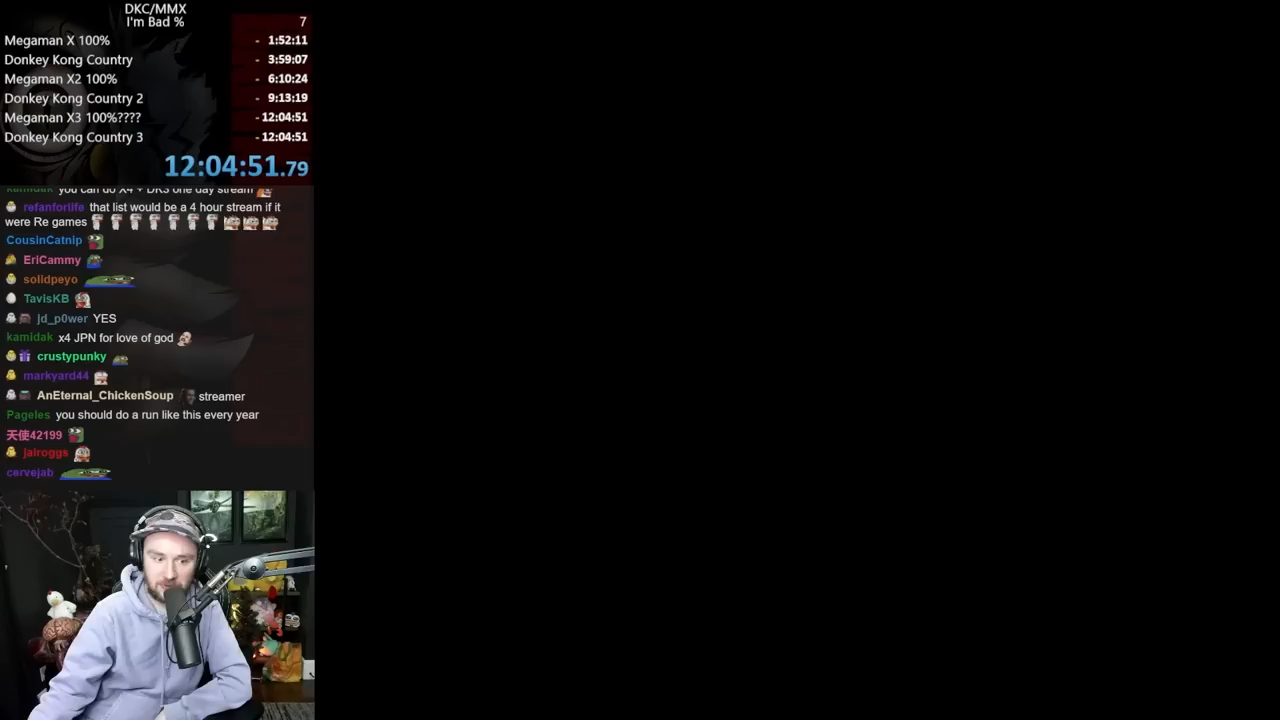 DKC/MMX
I'm Bad %
7
Megaman X 100% - 1:52:11
Donkey Kong Country - 3:59:07
Megaman X2 100% - 6:10:24
Donkey Kong Country 2 - 9:13:19
Megaman X3 100%???? - 12:04:51
Donkey Kong Country 3 - 12:04:51
12:04:51.79
kamidak you can do X4 + DK3 one day stream
refanforlife that list would be a 4 hour stream if it
were Re games
CousinCatnip
EriCammy
solidpeyo
TavisKB
jd_p0wer YES
kamidak x4 JPN for love of god
crustypunky
markyard44
AnEternal_ChickenSoup streamer
Pageles you should do a run like this every year
天使42199
jalroggs
cervejab